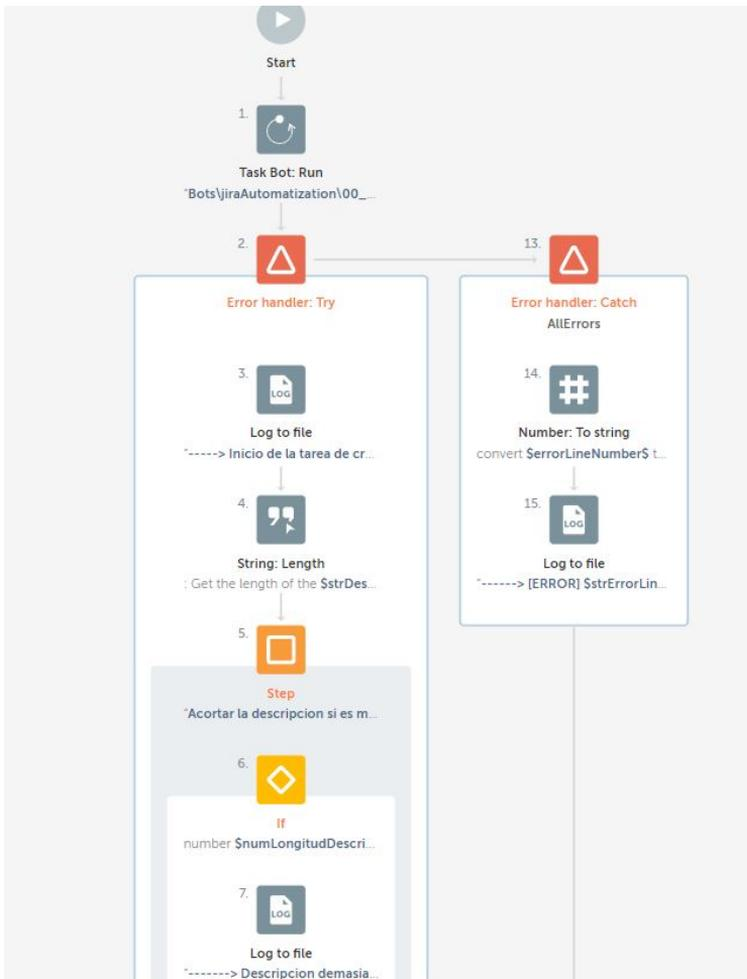 Start
1.
Task Bot: Run
"Bots\jiraAutomatization\00_...
2.
Error handler: Try
3.
LOG
Log to file
"-----> Inicio de la tarea de cr...
4.
String: Length
: Get the length of the $strDes...
5.
Step
"Acortar la descripcion si es m...
6.
If
number $numLongitudDescri...
7.
LOG
Log to file
"-------> Descripcion demasia...
13.
Error handler: Catch
AllErrors
14.
Number: To string
convert $errorLineNumber$ t...
15.
LOG
Log to file
"------> [ERROR] $strErrorLin...